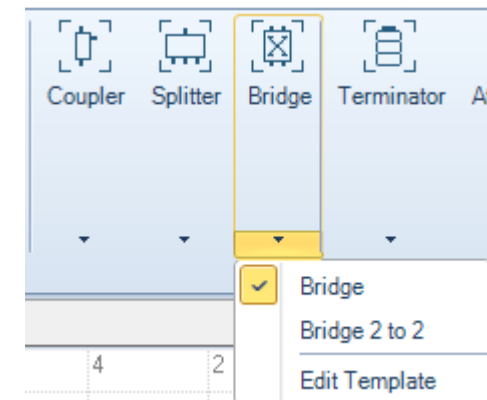 Coupler Splitter Bridge Terminator
Bridge
Bridge 2 to 2
4 2
Edit Template